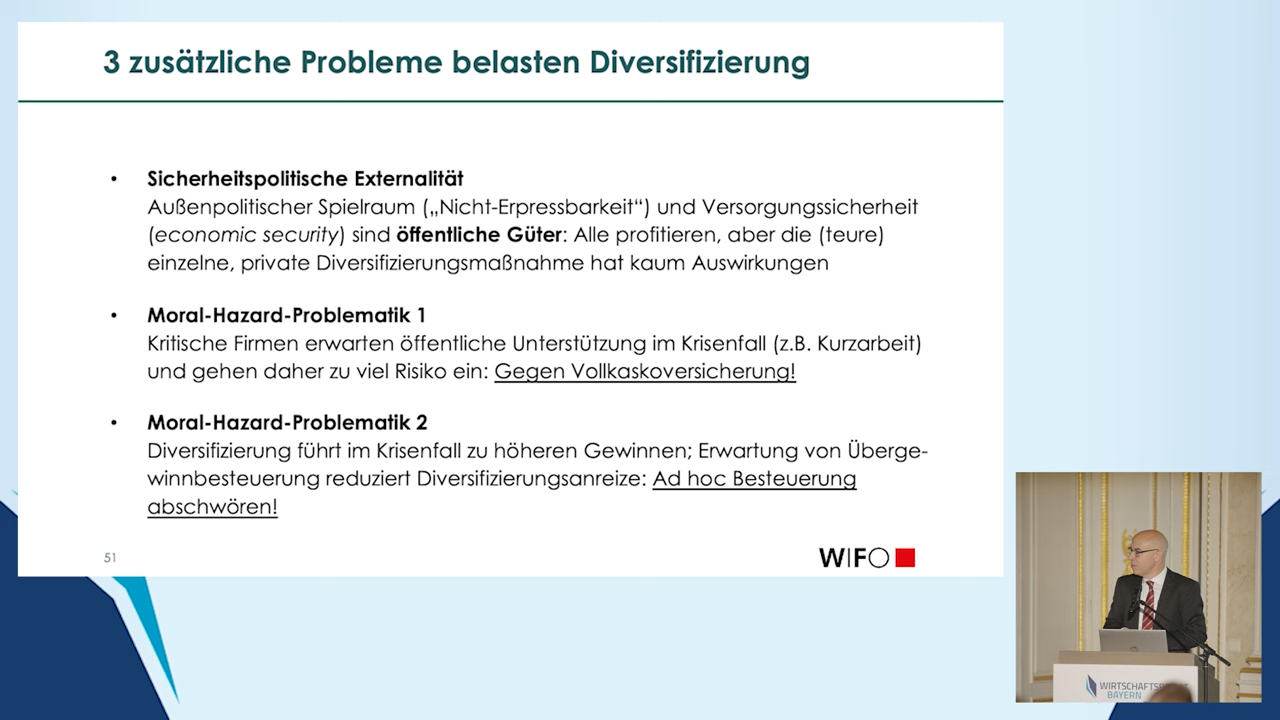 3 zusätzliche Probleme belasten Diversifizierung
• Sicherheitspolitische Externalität
Außenpolitischer Spielraum („Nicht-Erpressbarkeit“) und Versorgungssicherheit
(economic security) sind öffentliche Güter: Alle profitieren, aber die (teure)
einzelne, private Diversifizierungsmaßnahme hat kaum Auswirkungen
• Moral-Hazard-Problematik 1
Kritische Firmen erwarten öffentliche Unterstützung im Krisenfall (z.B. Kurzarbeit)
und gehen daher zu viel Risiko ein: Gegen Vollkaskoversicherung!
• Moral-Hazard-Problematik 2
Diversifizierung führt im Krisenfall zu höheren Gewinnen; Erwartung von Überge-
winnbesteuerung reduziert Diversifizierungsanreize: Ad hoc Besteuerung
abschwören!
51
WIFO
BAYERN